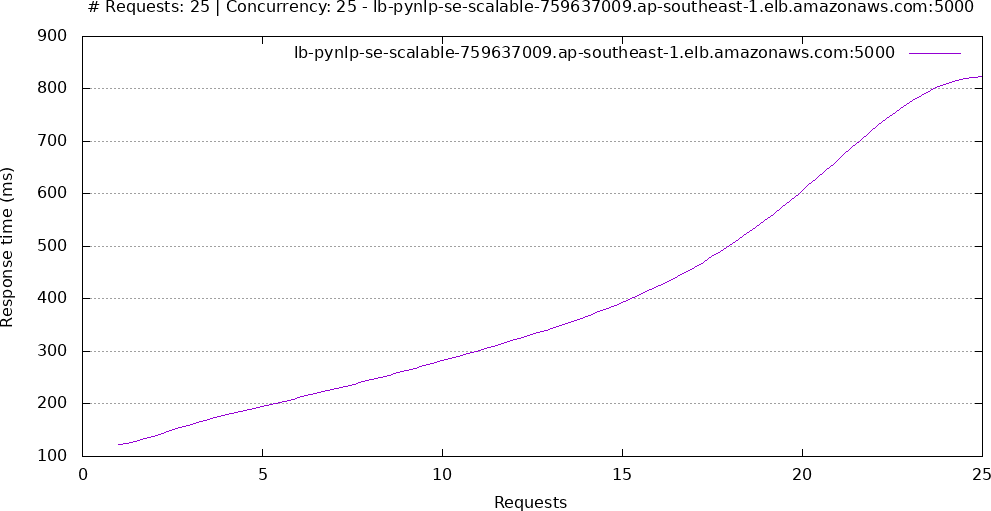 # Requests: 25 | Concurrency: 25 - lb-pynlp-se-scalable-759637009.ap-southeast-1.elb.amazonaws.com:5000
lb-pynlp-se-scalable-759637009.ap-southeast-1.elb.amazonaws.com:5000
900
800
700
600
500
400
300
200
100
Response time (ms)
0 5 10 15 20 25
Requests